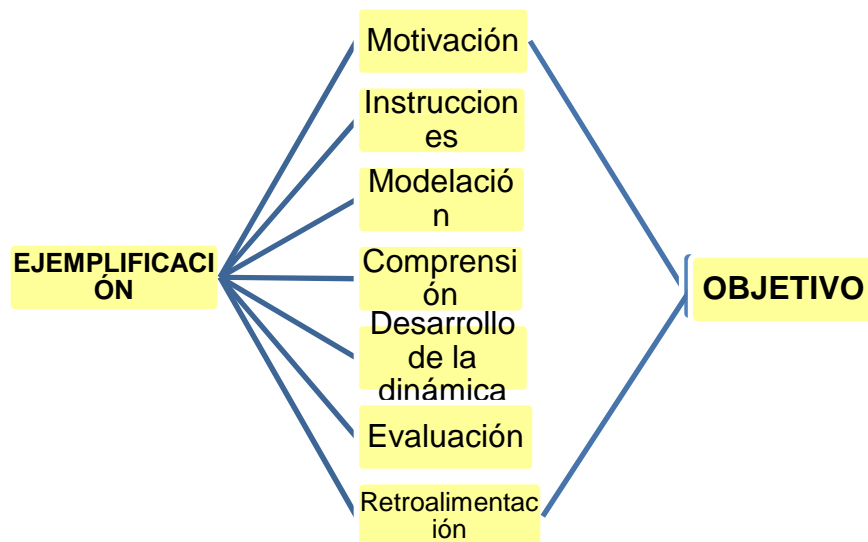 Motivación
Instruccion
es
Modelació
n
EJEMPLIFICACI
ÓN
Comprensi
ón
OBJETIVO
Desarrollo
de la
dinámica
Evaluación
Retroalimentac
ión